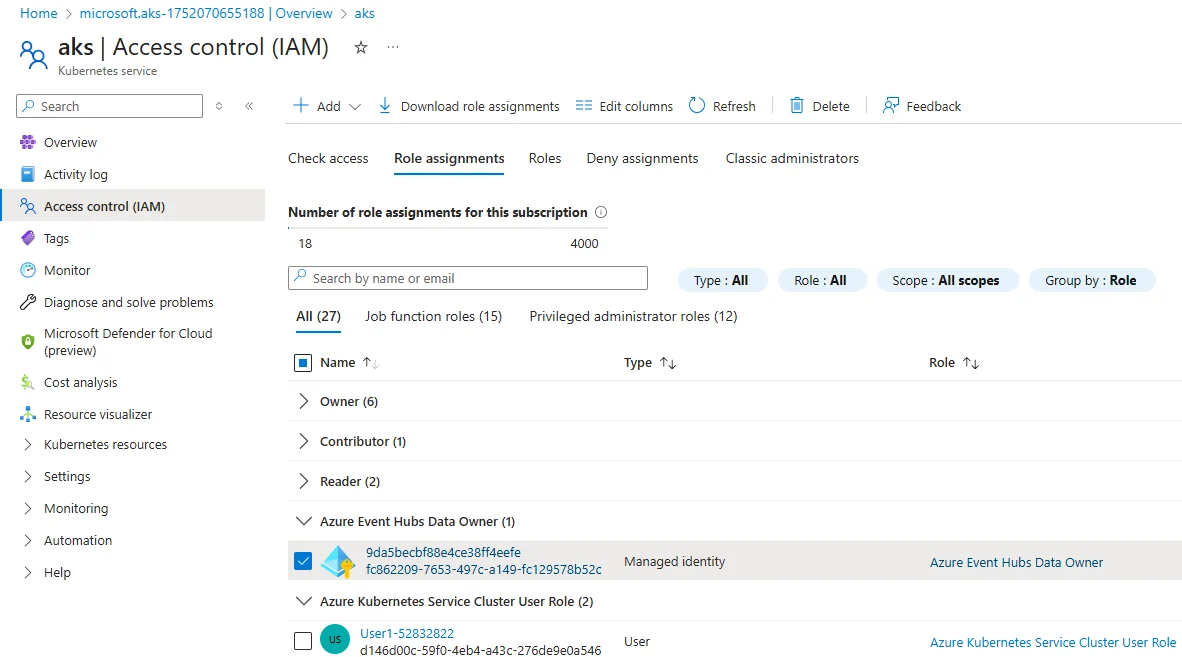 Home > microsoft.aks-1752070655188 | Overview > aks
aks | Access control (IAM)
Kubernetes service
Search
Overview
Activity log
Access control (IAM)
Tags
Monitor
Diagnose and solve problems
Microsoft Defender for Cloud
(preview)
Cost analysis
Resource visualizer
Kubernetes resources
Settings
Monitoring
Automation
Help
Add
Download role assignments
Edit columns
Refresh
Delete
Feedback
Check access
Role assignments
Roles
Deny assignments
Classic administrators
Number of role assignments for this subscription
18
4000
Search by name or email
Type : All
Role : All
Scope : All scopes
Group by : Role
All (27)
Job function roles (15)
Privileged administrator roles (12)
Name
Type
Role
Owner (6)
Contributor (1)
Reader (2)
Azure Event Hubs Data Owner (1)
9da5becbf88e4ce38ff4eefe
fc862209-7653-497c-a149-fc129578b52c
Managed identity
Azure Event Hubs Data Owner
Azure Kubernetes Service Cluster User Role (2)
US
User1-52832822
d146d00c-59f0-4eb4-a43c-276de9e0a546
User
Azure Kubernetes Service Cluster User Role